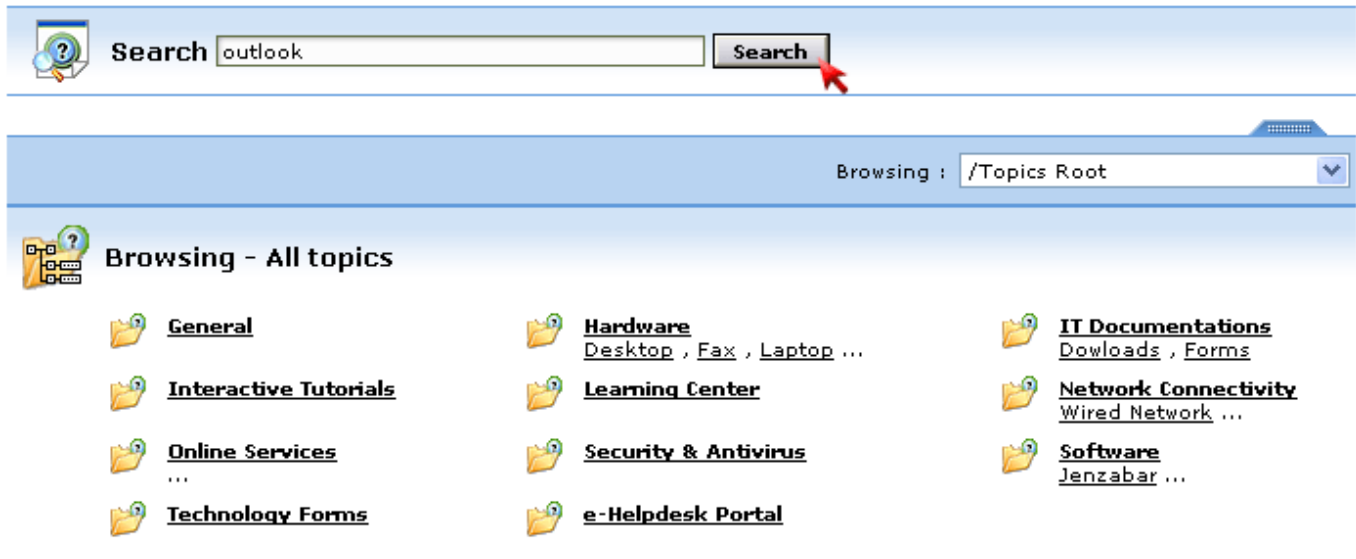 Search outlook Search
Browsing : /Topics Root
Browsing - All topics
General
Hardware
Desktop , Fax , Laptop ...
IT Documentations
Dowloads , Forms
Interactive Tutorials
Learning Center
Network Connectivity
Wired Network ...
Online Services
...
Security & Antivirus
Software
Jenzabar ...
Technology Forms
e-Helpdesk Portal